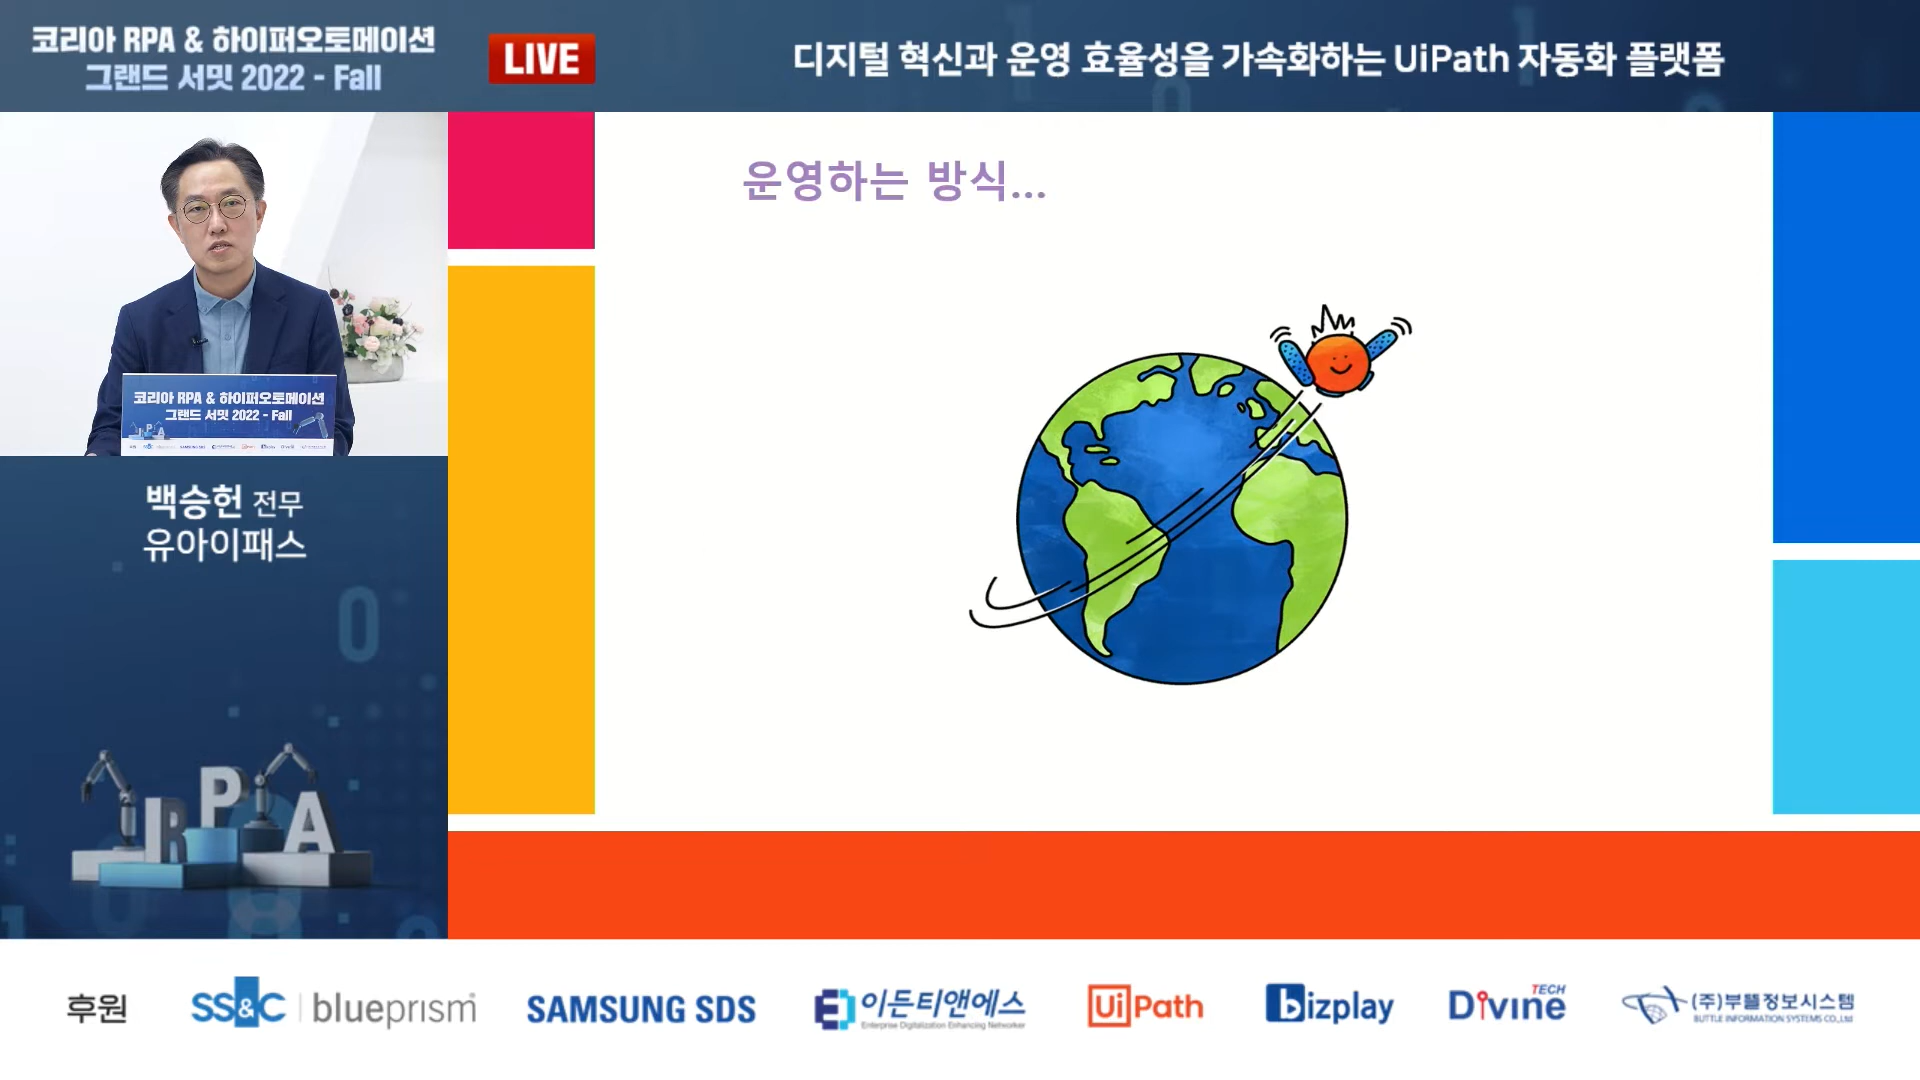 코리아 RPA & 하이퍼오토메이션
그랜드 서밋 2022 - Fall
LIVE
디지털 혁신과 운영 효율성을 가속화하는 UiPath 자동화 플랫폼
운영하는 방식...
코리아 RPA & 하이퍼오토메이션
그랜드 서밋 2022 - Fall
백승헌 전무
유아이패스
RPA
후원
SS&C blueprism
SAMSUNG SDS
이든티앤에스
Enterprise Digitalization Enhancing Networker
UiPath
bizplay
Divine TECH
(주)부뜰정보시스템
BUTTLE INFORMATION SYSTEMS CO.,Ltd